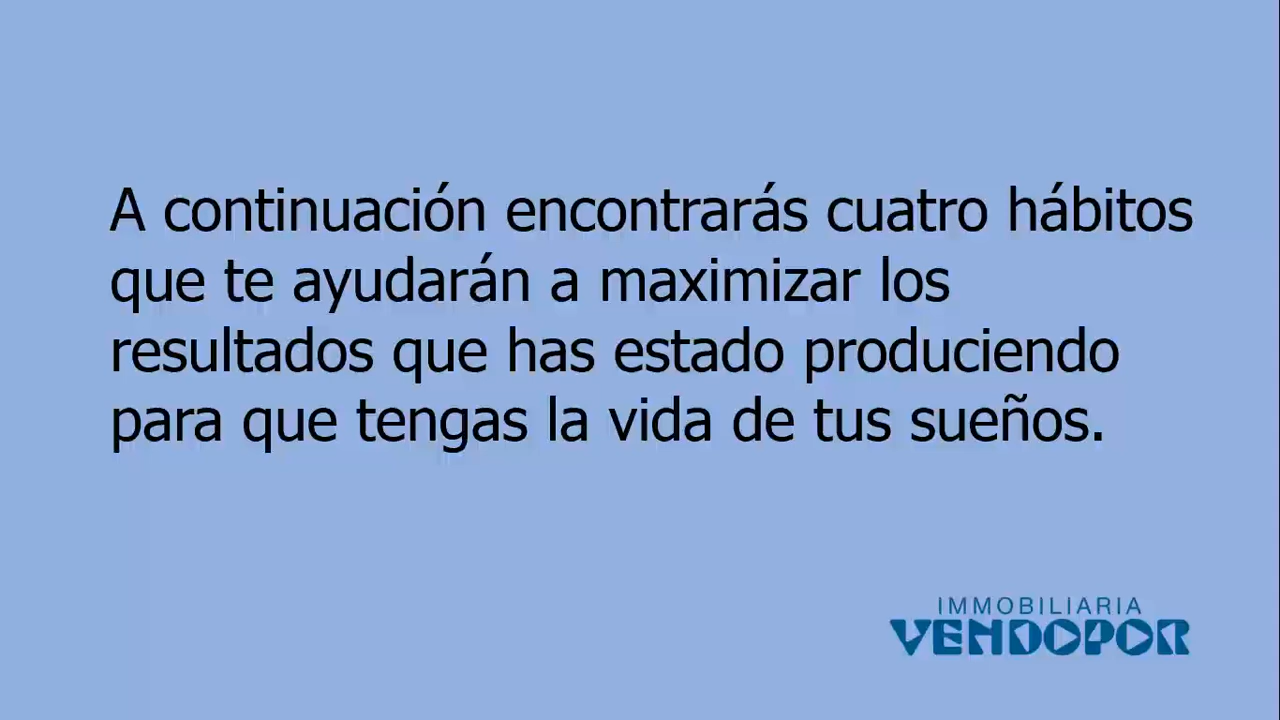 A continuación encontrarás cuatro hábitos
que te ayudarán a maximizar los
resultados que has estado produciendo
para que tengas la vida de tus sueños.
IMMOBILIARIA
VENDOPOR